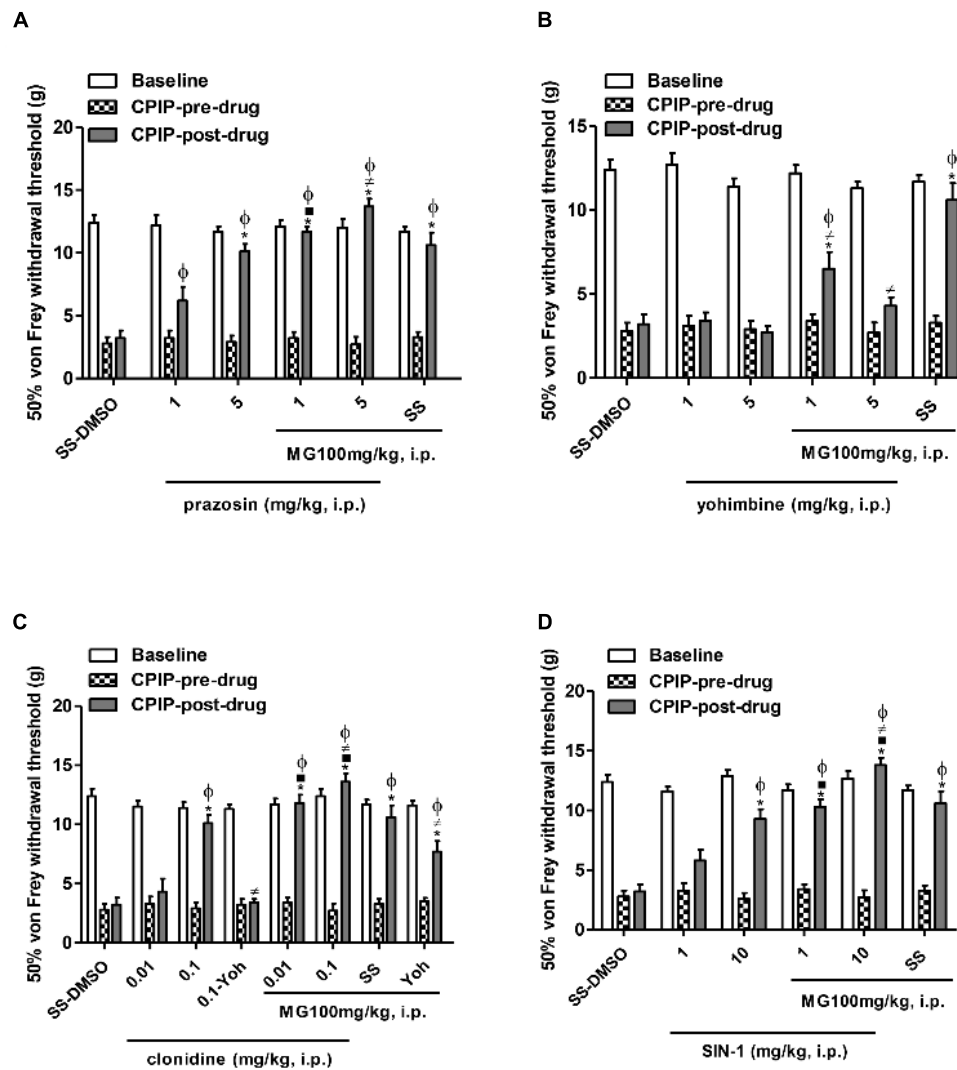 A
Baseline
CPIP-pre-drug
CPIP-post-drug
50% von Frey withdrawal threshold (g)
20
15
10
5
0
ϕ
ϕ
*
ϕ
■
*
ϕ
≠
*
ϕ
*
SS-DMSO 1 5 1 5 SS
MG100mg/kg, i.p.
prazosin (mg/kg, i.p.)
B
Baseline
CPIP-pre-drug
CPIP-post-drug
50% von Frey withdrawal threshold (g)
15
10
5
0
ϕ
≠
*
≠
ϕ
*
SS-DMSO 1 5 1 5 SS
MG100mg/kg, i.p.
yohimbine (mg/kg, i.p.)
C
Baseline
CPIP-pre-drug
CPIP-post-drug
50% von Frey withdrawal threshold (g)
20
15
10
5
0
ϕ
*
≠
ϕ
■
*
ϕ
≠
■
*
ϕ
*
ϕ
≠
*
SS-DMSO 0.01 0.1 0.1-Yoh 0.01 0.1 SS Yoh
MG100mg/kg, i.p.
clonidine (mg/kg, i.p.)
D
Baseline
CPIP-pre-drug
CPIP-post-drug
50% von Frey withdrawal threshold (g)
20
15
10
5
0
ϕ
*
ϕ
■
*
ϕ
≠
■
*
ϕ
*
SS-DMSO 1 10 1 10 SS
MG100mg/kg, i.p.
SIN-1 (mg/kg, i.p.)